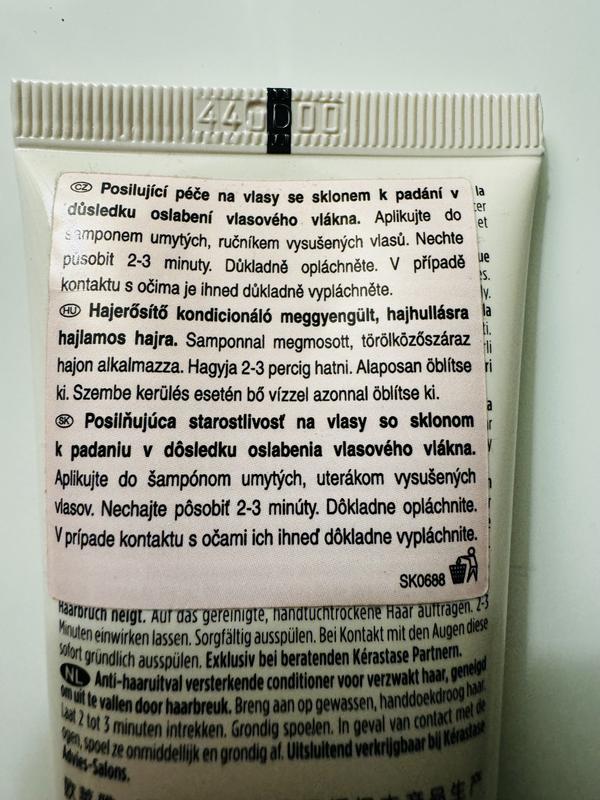 440000
CZ Posilující péče na vlasy se sklonem k padání v
důsledku oslabení vlasového vlákna. Aplikujte do
šamponem umytých, ručníkem vysušených vlasů. Nechte
působit 2-3 minuty. Důkladně opláchněte. V případě
kontaktu s očima je ihned důkladně vypláchněte.
HU Hajerősítő kondicionáló meggyengült, hajhullásra
hajlamos hajra. Samponnal megmosott, törölközőszáraz
hajon alkalmazza. Hagyja 2-3 percig hatni. Alaposan öblítse
ki. Szembe kerülés esetén bő vízzel azonnal öblítse ki.
SK Posilňujúca starostlivosť na vlasy so sklonom
k padaniu v dôsledku oslabenia vlasového vlákna.
Aplikujte do šampónom umytých, uterákom vysušených
vlasov. Nechajte pôsobiť 2-3 minúty. Dôkladne opláchnite.
V prípade kontaktu s očami ich ihneď dôkladne vypláchnite.
SK0688
Haarbruch neigt. Auf das gereinigte, handtuchtrockene Haar auftragen. 2-3
Minuten einwirken lassen. Sorgfältig ausspülen. Bei Kontakt mit den Augen diese
sofort gründlich ausspülen. Exklusiv bei beratenden Kérastase Partnern.
NL Anti-haaruitval versterkende conditioner voor verzwakt haar, geneigd
om uit te vallen door haarbreuk. Breng aan op gewassen, handdoekdroog haar.
Laat 2 tot 3 minuten intrekken. Grondig spoelen. In geval van contact met de
ogen, spoel ze onmiddellijk en grondig af. Uitsluitend verkrijgbaar bij Kérastase
Advies-Salons.